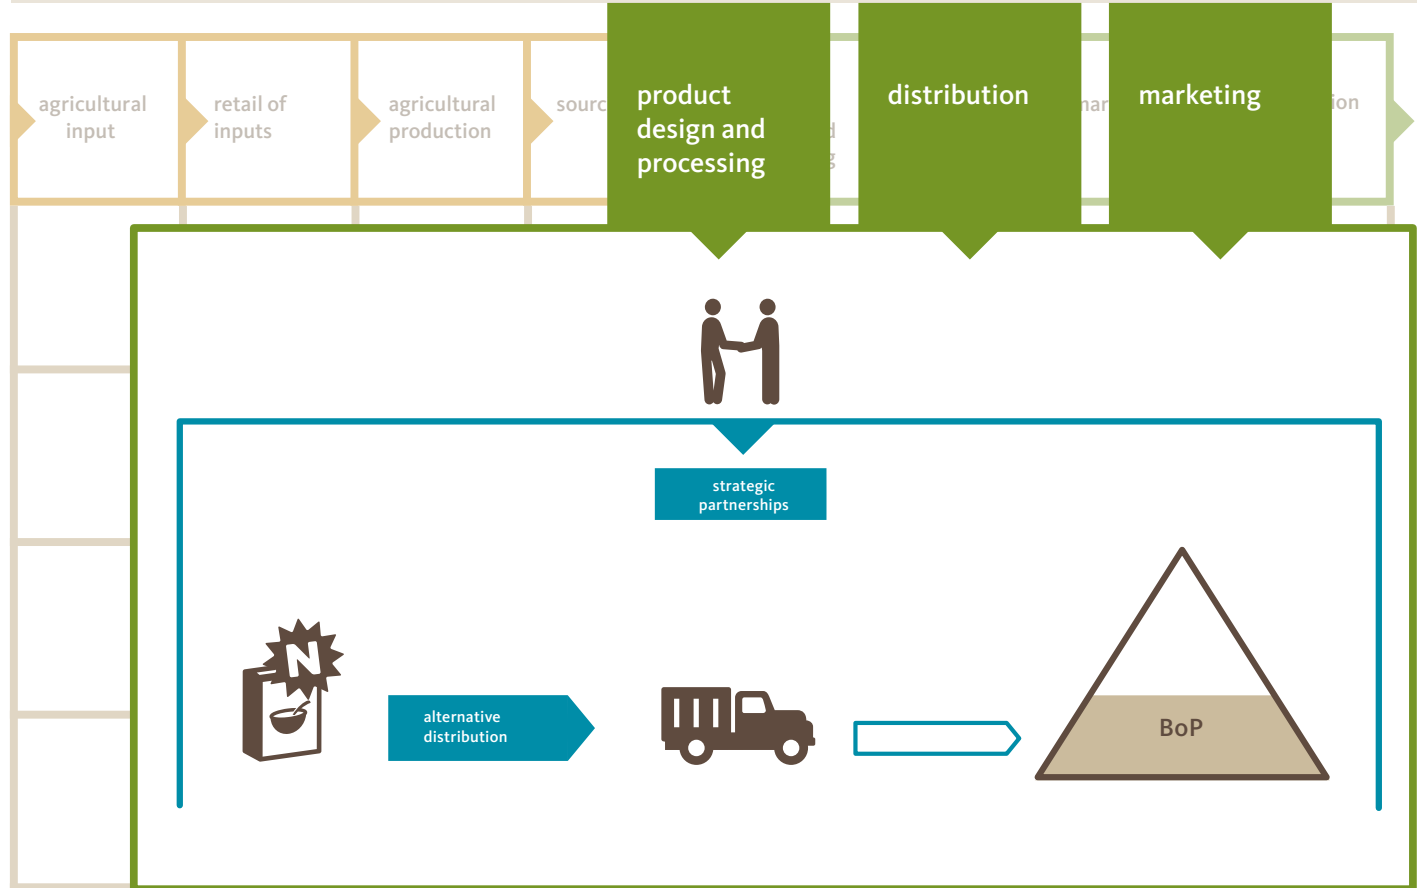 agricultural
input
retail of
inputs
agricultural
production
product
design and
processing
distribution
marketing
strategic
partnerships
N
alternative
distribution
BoP